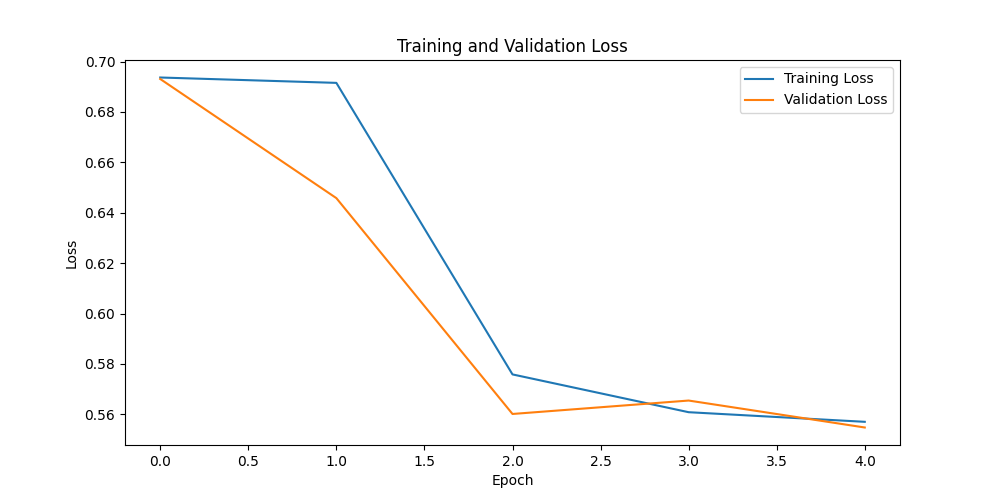 Training and Validation Loss
Training Loss
Validation Loss
Loss
0.70
0.68
0.66
0.64
0.62
0.60
0.58
0.56
0.0 0.5 1.0 1.5 2.0 2.5 3.0 3.5 4.0
Epoch